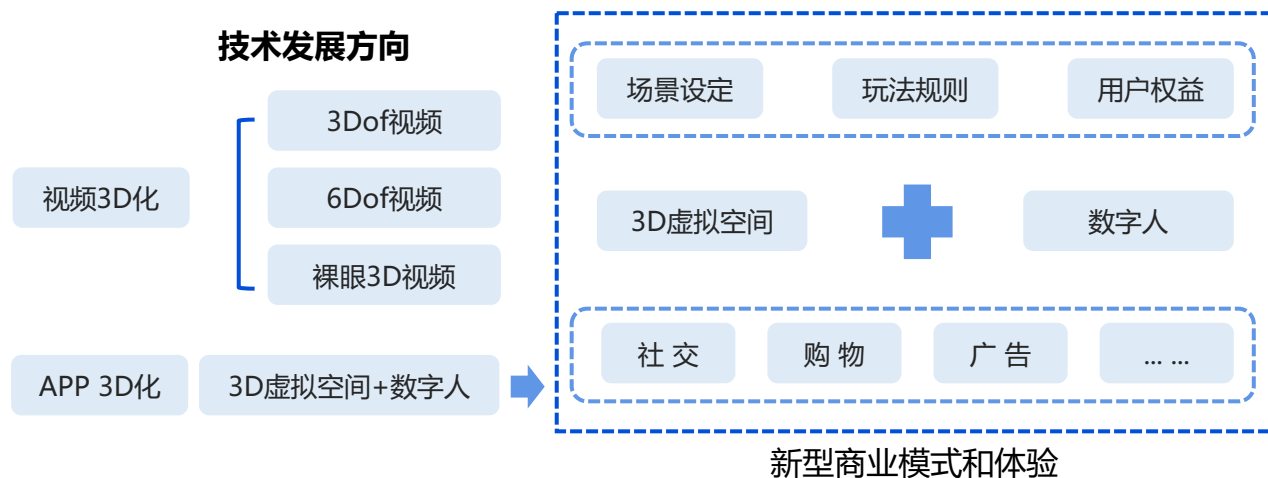 技术发展方向
视频3D化
3Dof视频
6Dof视频
裸眼3D视频
APP 3D化
3D虚拟空间+数字人
场景设定
玩法规则
用户权益
3D虚拟空间
数字人
社 交
购 物
广 告
... ...
新型商业模式和体验